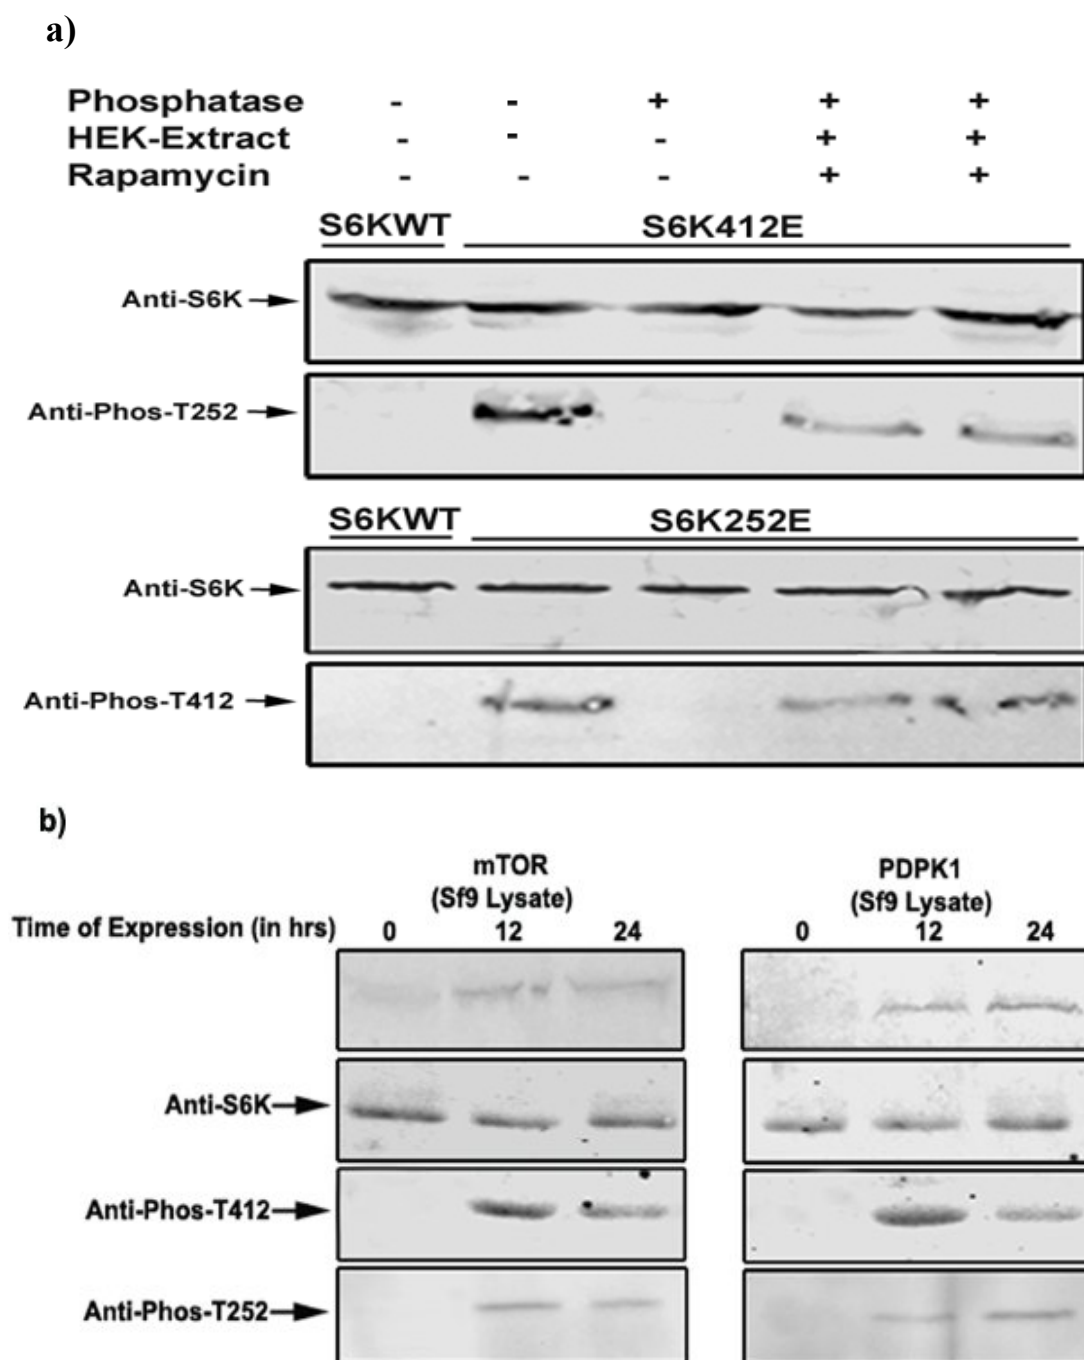 a)
Phosphatase - - + + +
HEK-Extract - - - + +
Rapamycin - - - + +
S6KWT S6K412E
Anti-S6K
Anti-Phos-T252
S6KWT S6K252E
Anti-S6K
Anti-Phos-T412
b)
mTOR PDPK1
(Sf9 Lysate) (Sf9 Lysate)
Time of Expression (in hrs) 0 12 24 0 12 24
Anti-S6K
Anti-Phos-T412
Anti-Phos-T252